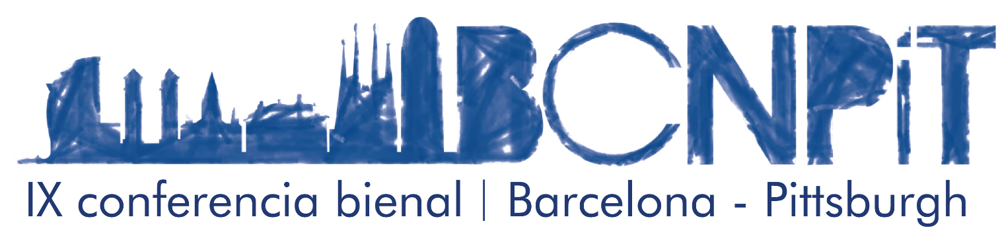 BCNPiT
IX conferencia bienal | Barcelona - Pittsburgh